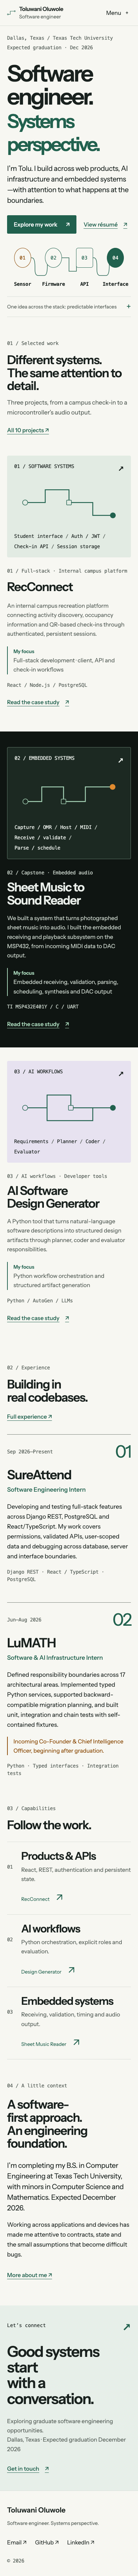 Toluwani Oluwole
Software engineer
Menu
Dallas, Texas / Texas Tech University
Expected graduation · Dec 2026
Software
engineer.
Systems
perspective.
I'm Tolu. I build across web products, AI
infrastructure and embedded systems
—with attention to what happens at the
boundaries.
Explore my work ↗
View résumé ↗
01
02
03
04
Sensor
Firmware
API
Interface
One idea across the stack: predictable interfaces +
01 / Selected work
Different systems.
The same attention to
detail.
Three projects, from a campus check-in to a
microcontroller's audio output.
All 10 projects ↗
01 / SOFTWARE SYSTEMS ↗
Student interface / Auth / JWT /
Check-in API / Session storage
01 / Full-stack · Internal campus platform
RecConnect
An internal campus recreation platform
connecting activity discovery, occupancy
information and QR-based check-ins through
authenticated, persistent sessions.
My focus
Full-stack development · client, API and
check-in workflows
React / Node.js / PostgreSQL
Read the case study ↗
02 / EMBEDDED SYSTEMS ↗
Capture / OMR / Host / MIDI /
Receive / validate /
Parse / schedule
02 / Capstone · Embedded audio
Sheet Music to
Sound Reader
We built a system that turns photographed
sheet music into audio. I built the embedded
receiving and playback subsystem on the
MSP432, from incoming MIDI data to DAC
output.
My focus
Embedded receiving, validation, parsing,
scheduling, synthesis and DAC output
TI MSP432E401Y / C / UART
Read the case study ↗
03 / AI WORKFLOWS ↗
Requirements / Planner / Coder /
Evaluator
03 / AI workflows · Developer tools
AI Software
Design Generator
A Python tool that turns natural-language
software descriptions into structured design
artifacts through planner, coder and evaluator
responsibilities.
My focus
Python workflow orchestration and
structured artifact generation
Python / AutoGen / LLMs
Read the case study ↗
02 / Experience
Building in
real codebases.
Full experience ↗
Sep 2026–Present
01
SureAttend
Software Engineering Intern
Developing and testing full-stack features
across Django REST, PostgreSQL and
React/TypeScript. My work covers
permissions, validated APIs, user-scoped
data and debugging across database, server
and interface boundaries.
Django REST · React / TypeScript ·
PostgreSQL
Jun–Aug 2026
02
LuMATH
Software & AI Infrastructure Intern
Defined responsibility boundaries across 17
architectural areas. Implemented typed
Python services, supported backward-
compatible migration planning, and built
unit, integration and chain tests with self-
contained fixtures.
Incoming Co-Founder & Chief Intelligence
Officer, beginning after graduation.
Python · Typed interfaces · Integration
tests
03 / Capabilities
Follow the work.
01
Products & APIs
React, REST, authentication and persistent
state.
RecConnect ↗
02
AI workflows
Python orchestration, explicit roles and
evaluation.
Design Generator ↗
03
Embedded systems
Receiving, validation, timing and audio
output.
Sheet Music Reader ↗
04 / A little context
A software-
first approach.
An engineering
foundation.
I'm completing my B.S. in Computer
Engineering at Texas Tech University,
with minors in Computer Science and
Mathematics. Expected December
2026.
Working across applications and devices has
made me attentive to contracts, state and
the small assumptions that become difficult
bugs.
More about me ↗
Let's connect ↗
Good systems
start
with a
conversation.
Exploring graduate software engineering
opportunities.
Dallas, Texas · Expected graduation December
2026
Get in touch ↗
Toluwani Oluwole
Software engineer. Systems perspective.
Email ↗ GitHub ↗ LinkedIn ↗
© 2026